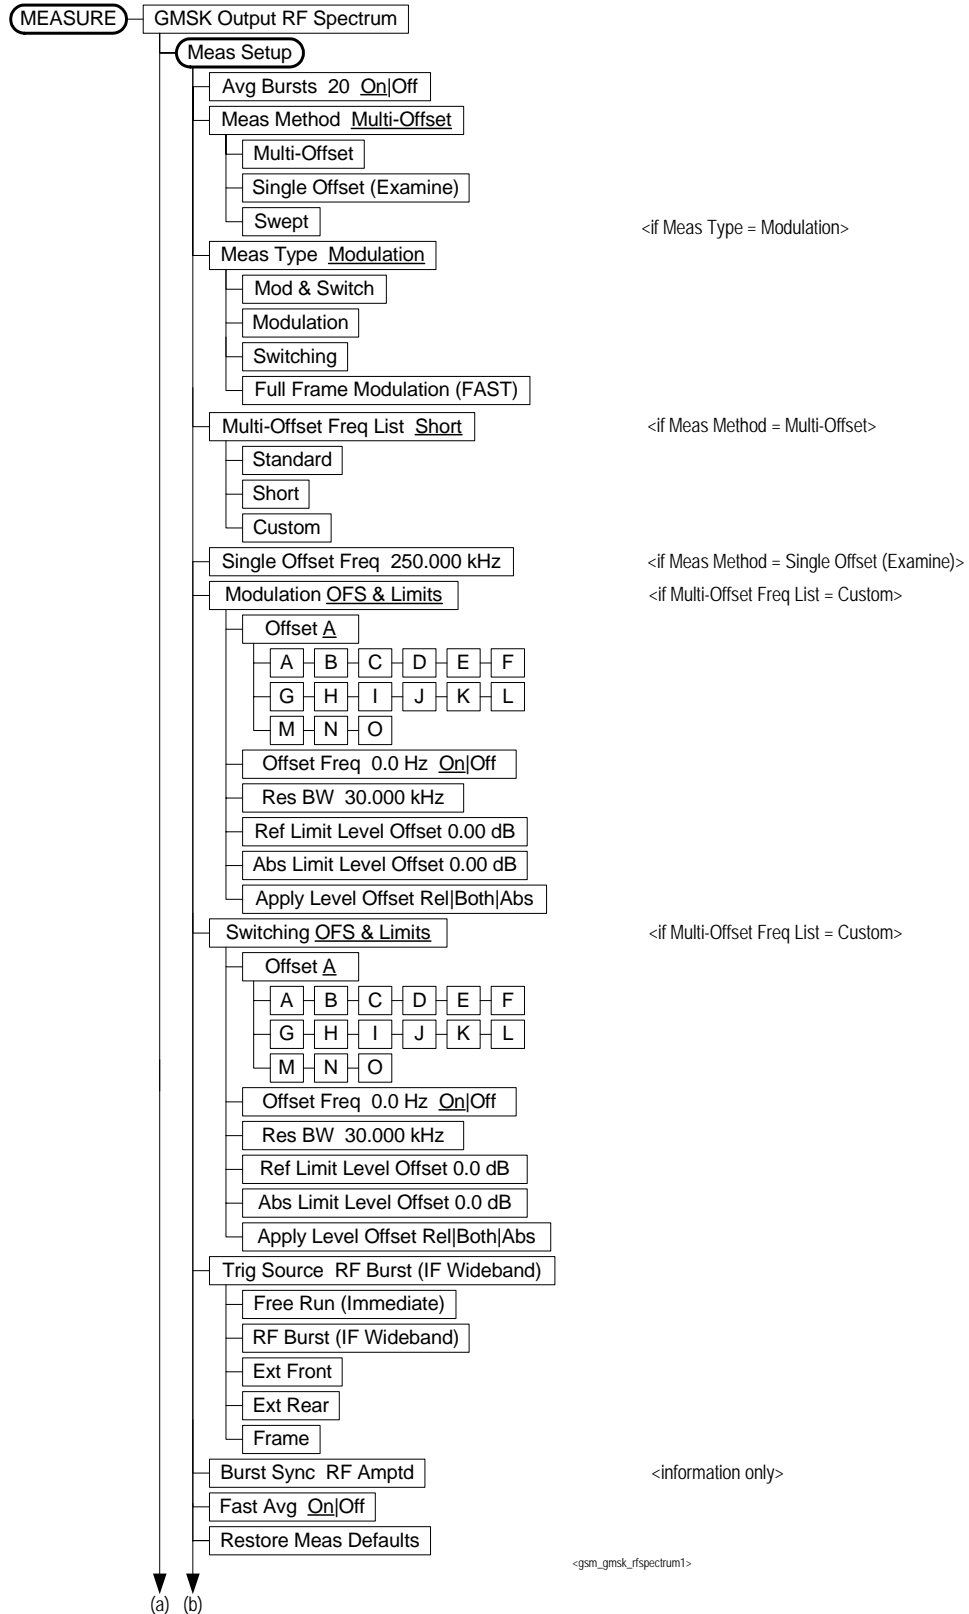 MEASURE GMSK Output RF Spectrum
Meas Setup
Avg Bursts 20 On|Off
Meas Method Multi-Offset
Multi-Offset
Single Offset (Examine)
Swept <if Meas Type = Modulation>
Meas Type Modulation
Mod & Switch
Modulation
Switching
Full Frame Modulation (FAST)
Multi-Offset Freq List Short <if Meas Method = Multi-Offset>
Standard
Short
Custom
Single Offset Freq 250.000 kHz <if Meas Method = Single Offset (Examine)>
Modulation OFS & Limits <if Multi-Offset Freq List = Custom>
Offset A
A B C D E F
G H I J K L
M N O
Offset Freq 0.0 Hz On|Off
Res BW 30.000 kHz
Ref Limit Level Offset 0.00 dB
Abs Limit Level Offset 0.00 dB
Apply Level Offset Rel|Both|Abs
Switching OFS & Limits <if Multi-Offset Freq List = Custom>
Offset A
A B C D E F
G H I J K L
M N O
Offset Freq 0.0 Hz On|Off
Res BW 30.000 kHz
Ref Limit Level Offset 0.0 dB
Abs Limit Level Offset 0.0 dB
Apply Level Offset Rel|Both|Abs
Trig Source RF Burst (IF Wideband)
Free Run (Immediate)
RF Burst (IF Wideband)
Ext Front
Ext Rear
Frame
Burst Sync RF Amptd <information only>
Fast Avg On|Off
Restore Meas Defaults
<gsm_gmsk_rfspectrum1>
(a) (b)